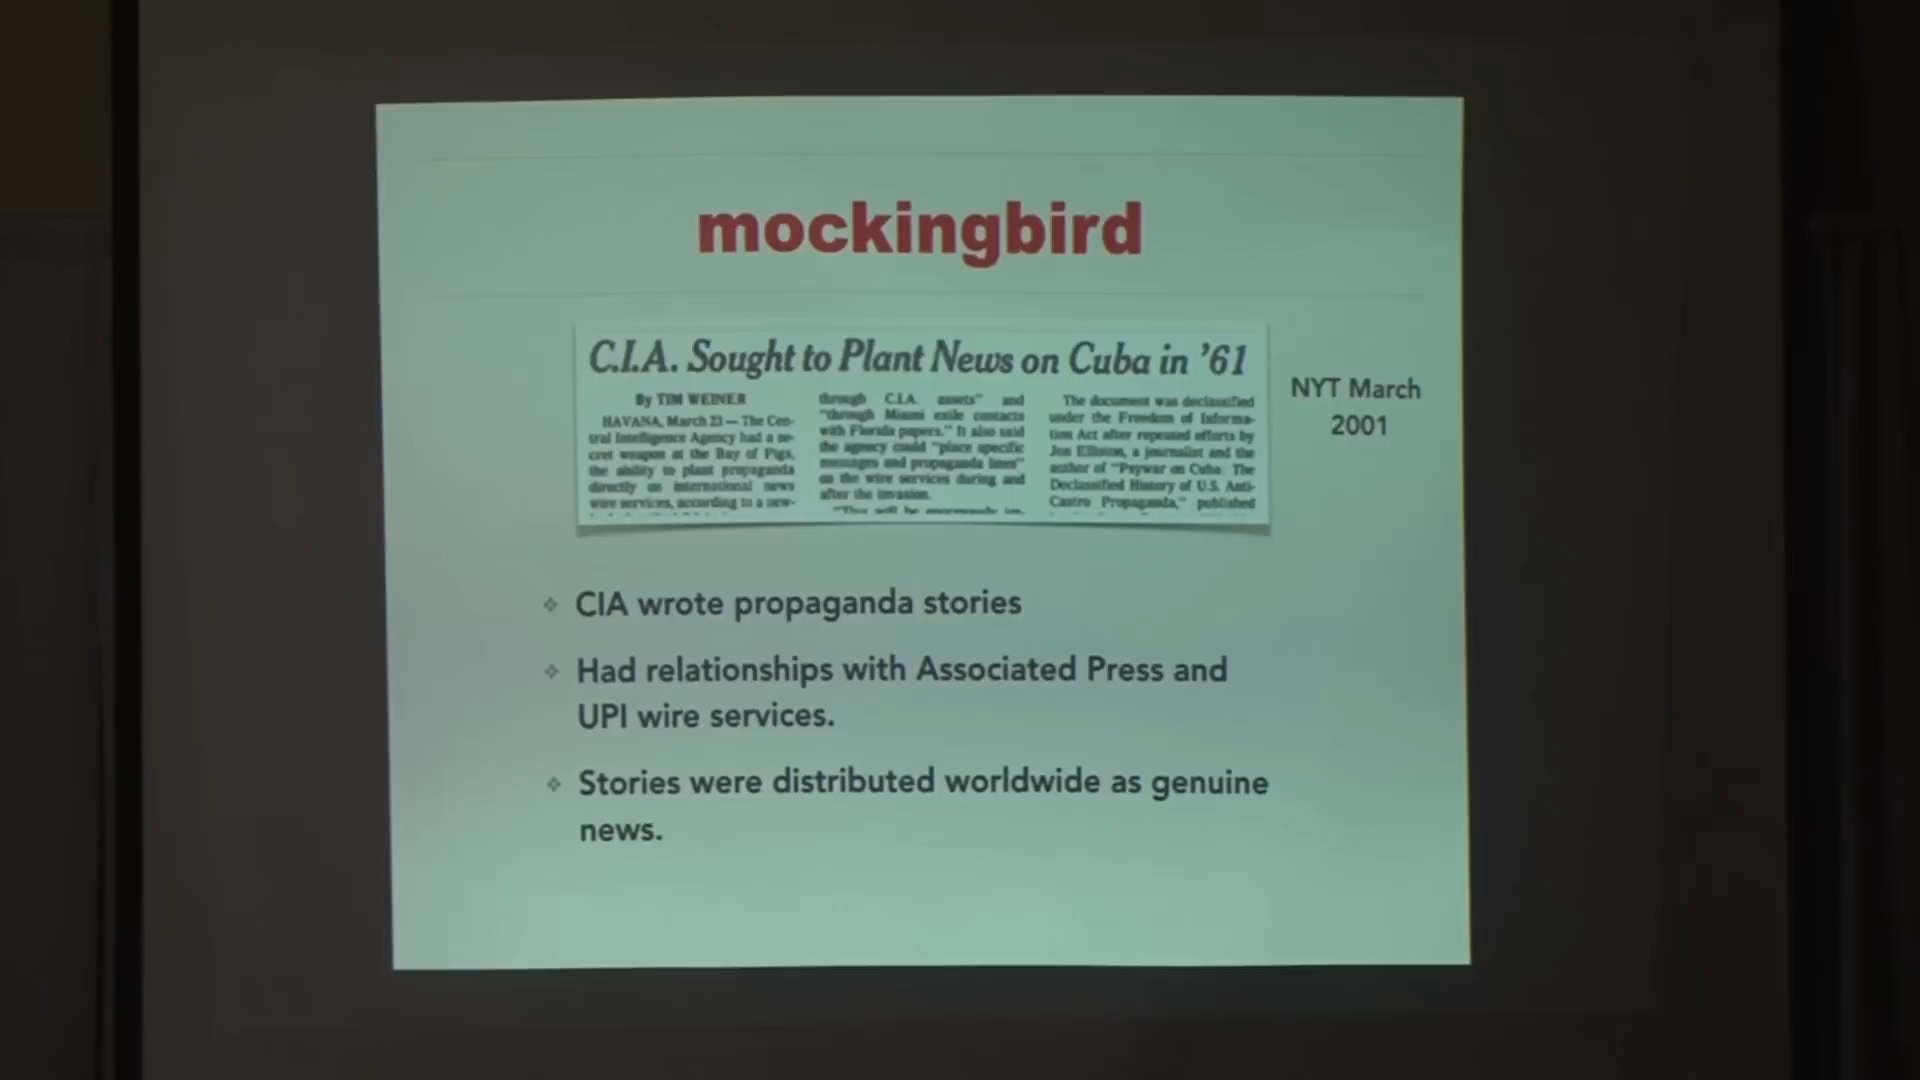 mockingbird
C.I.A. Sought to Plant News on Cuba in '61
NYT March
2001
By TIM WEINER
HAVANA, March 23 — The Cen-
tral Intelligence Agency had a se-
cret weapon at the Bay of Pigs,
the ability to plant propaganda
directly on international news
wire services, according to a new-
through C.I.A. assets" and
"through Miami exile contacts
with Florida papers." It also said
the agency could "place specific
messages and propaganda lines"
on the wire services during and
after the invasion.
"This will be enormously im-
The document was declassified
under the Freedom of Informa-
tion Act after repeated efforts by
Jon Elliston, a journalist and the
author of "Psywar on Cuba: The
Declassified History of U.S. Anti-
Castro Propaganda," published
CIA wrote propaganda stories
Had relationships with Associated Press and
UPI wire services.
Stories were distributed worldwide as genuine
news.